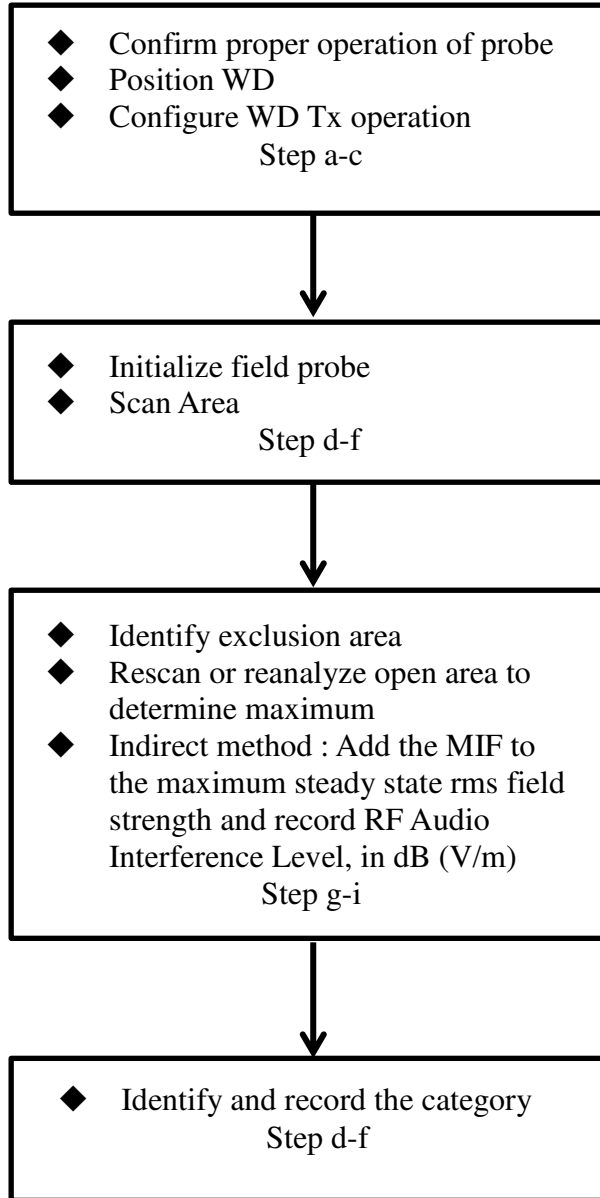 ◆ Confirm proper operation of probe
◆ Position WD
◆ Configure WD Tx operation
Step a-c
◆ Initialize field probe
◆ Scan Area
Step d-f
◆ Identify exclusion area
◆ Rescan or reanalyze open area to
determine maximum
◆ Indirect method : Add the MIF to
the maximum steady state rms field
strength and record RF Audio
Interference Level, in dB (V/m)
Step g-i
◆ Identify and record the category
Step d-f